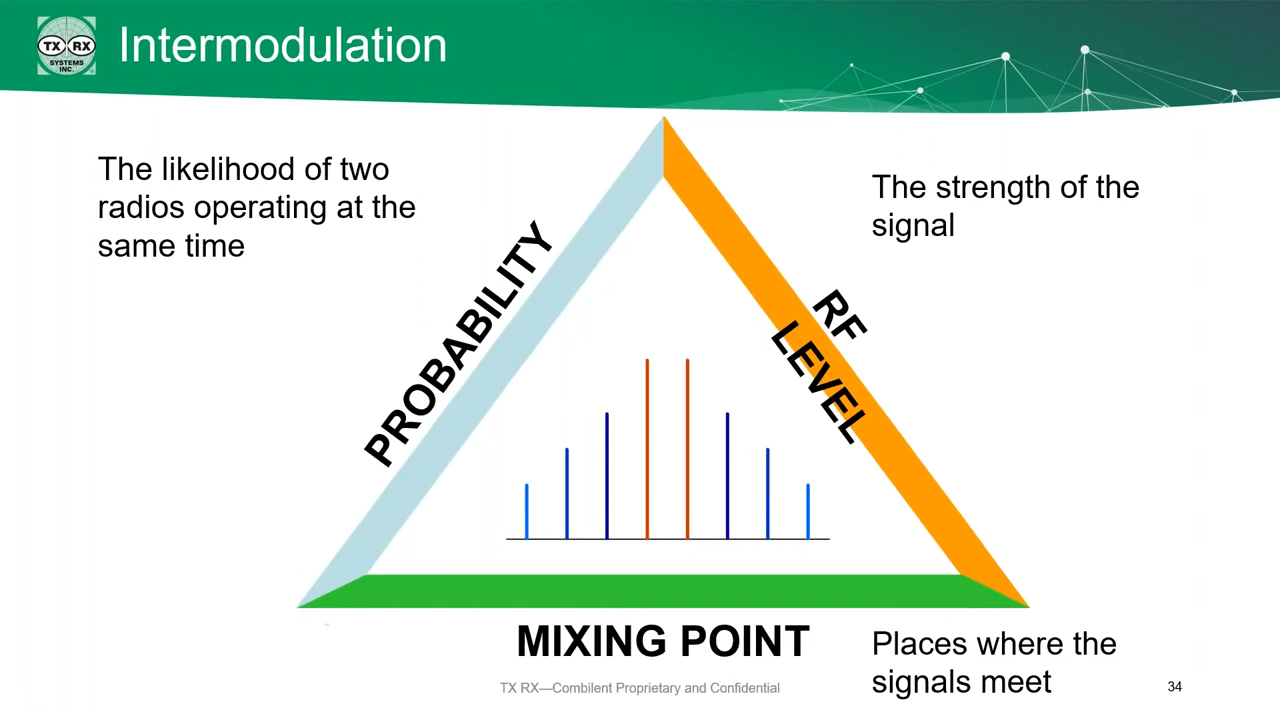 TX RX
SYSTEMS
INC.
Intermodulation
The likelihood of two
radios operating at the
same time
The strength of the
signal
PROBABILITY
RF
LEVEL
MIXING POINT
Places where the
signals meet
TX RX—Combilent Proprietary and Confidential
34